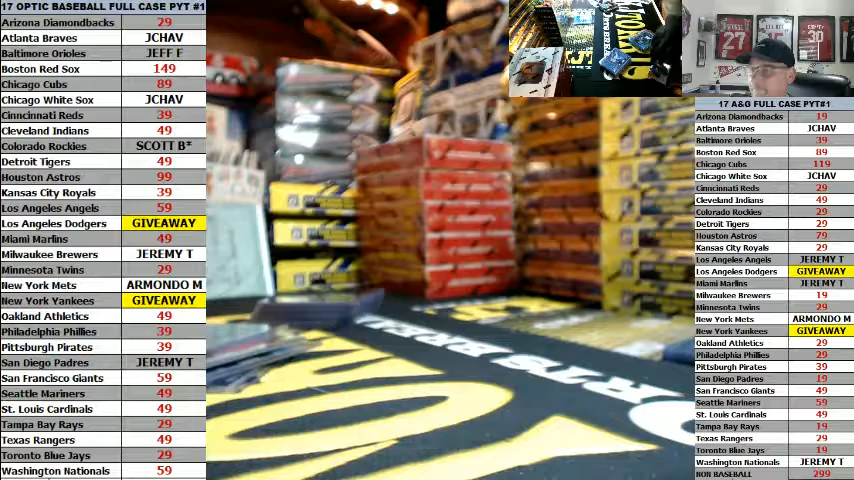 17 OPTIC BASEBALL FULL CASE PYT #1
Arizona Diamondbacks 29
Atlanta Braves JCHAV
Baltimore Orioles JEFF F
Boston Red Sox 149
Chicago Cubs 89
Chicago White Sox JCHAV
Cinncinati Reds 39
Cleveland Indians 49
Colorado Rockies SCOTT B*
Detroit Tigers 49
Houston Astros 99
Kansas City Royals 39
Los Angeles Angels 59
Los Angeles Dodgers GIVEAWAY
Miami Marlins 49
Milwaukee Brewers JEREMY T
Minnesota Twins 29
New York Mets ARMONDO M
New York Yankees GIVEAWAY
Oakland Athletics 49
Philadelphia Phillies 39
Pittsburgh Pirates 39
San Diego Padres JEREMY T
San Francisco Giants 59
Seattle Mariners 49
St. Louis Cardinals 49
Tampa Bay Rays 29
Texas Rangers 49
Toronto Blue Jays 29
Washington Nationals 59
RTS BREA
27
30
17 A&G FULL CASE PYT#1
Arizona Diamondbacks 19
Atlanta Braves JCHAV
Baltimore Orioles 39
Boston Red Sox 89
Chicago Cubs 119
Chicago White Sox JCHAV
Cinncinati Reds 29
Cleveland Indians 49
Colorado Rockies 29
Detroit Tigers 29
Houston Astros 79
Kansas City Royals 29
Los Angeles Angels JEREMY T
Los Angeles Dodgers GIVEAWAY
Miami Marlins JEREMY T
Milwaukee Brewers 19
Minnesota Twins 29
New York Mets ARMONDO M
New York Yankees GIVEAWAY
Oakland Athletics 29
Philadelphia Phillies 29
Pittsburgh Pirates 39
San Diego Padres 19
San Francisco Giants 49
Seattle Mariners 59
St. Louis Cardinals 49
Tampa Bay Rays 19
Texas Rangers 29
Toronto Blue Jays 19
Washington Nationals JEREMY T
NON BASEBALL 299